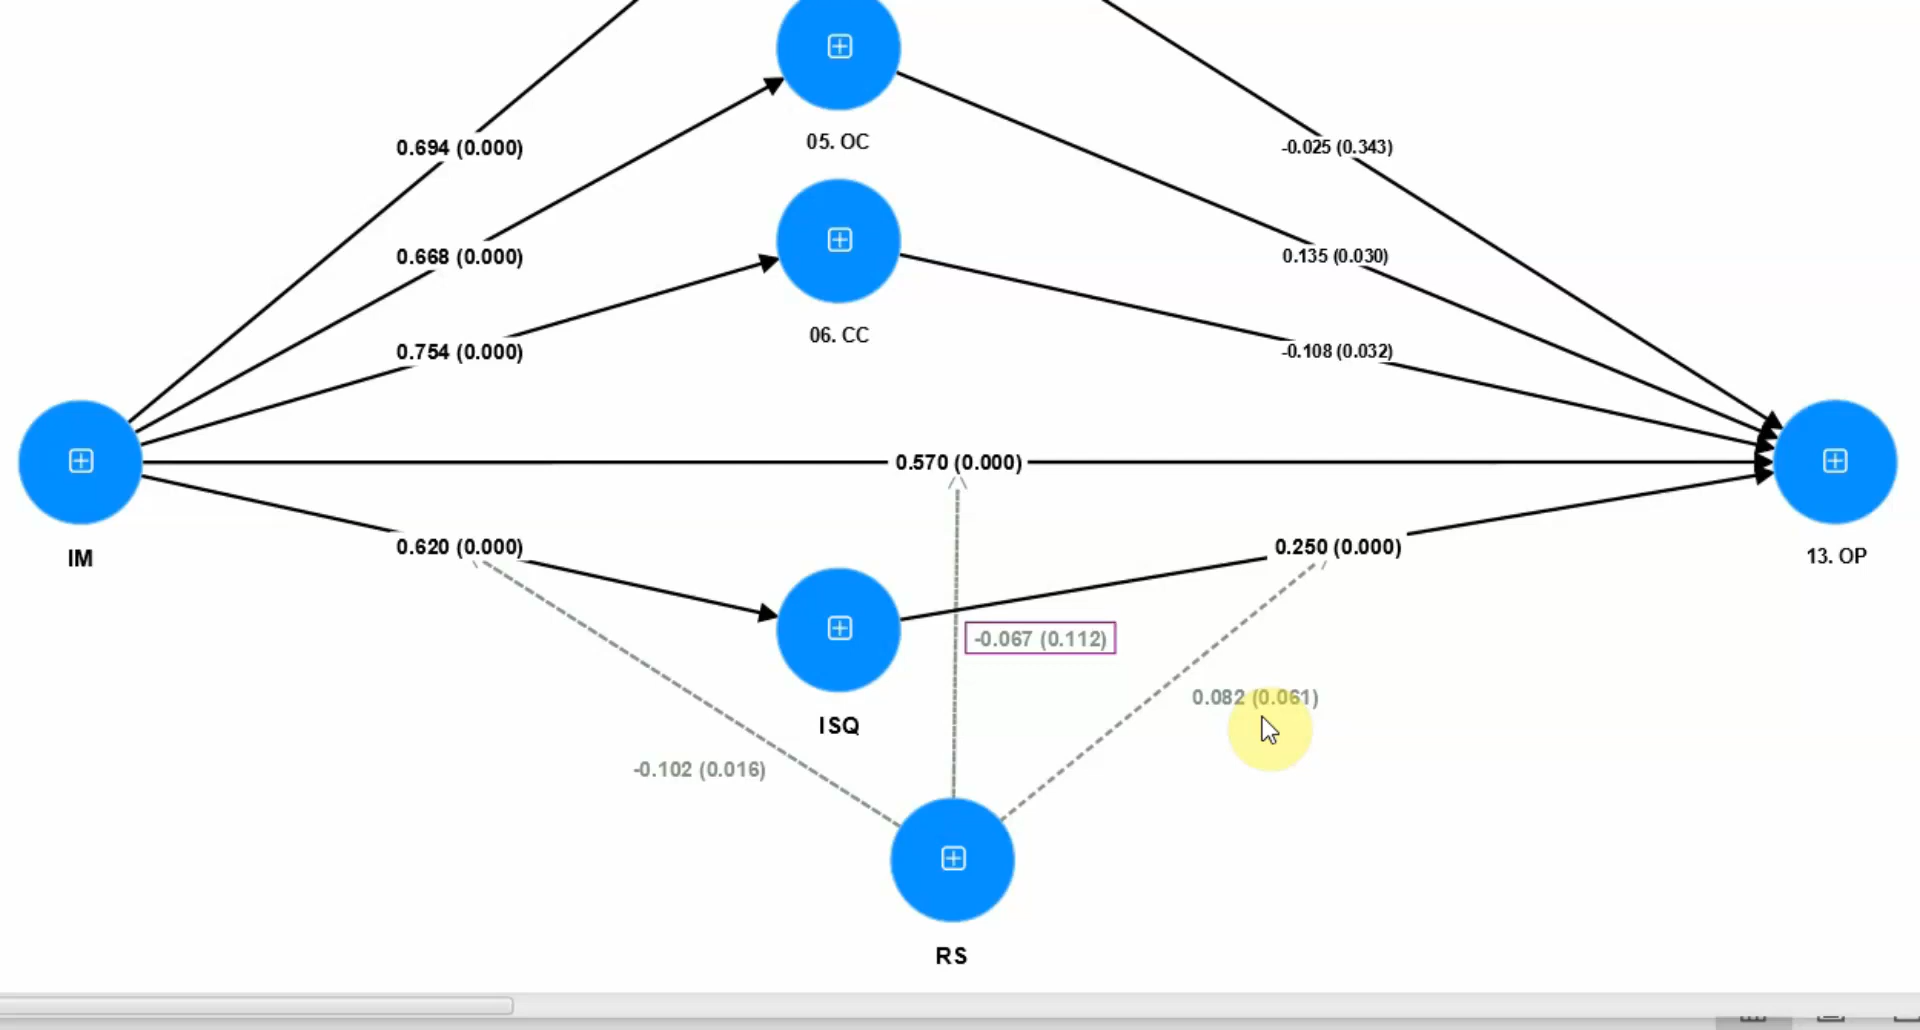 05. OC
0.694 (0.000)
-0.025 (0.343)
0.668 (0.000)
0.135 (0.030)
06. CC
0.754 (0.000)
-0.108 (0.032)
0.570 (0.000)
IM
0.620 (0.000)
0.250 (0.000)
13. OP
-0.067 (0.112)
0.082 (0.061)
ISQ
-0.102 (0.016)
RS